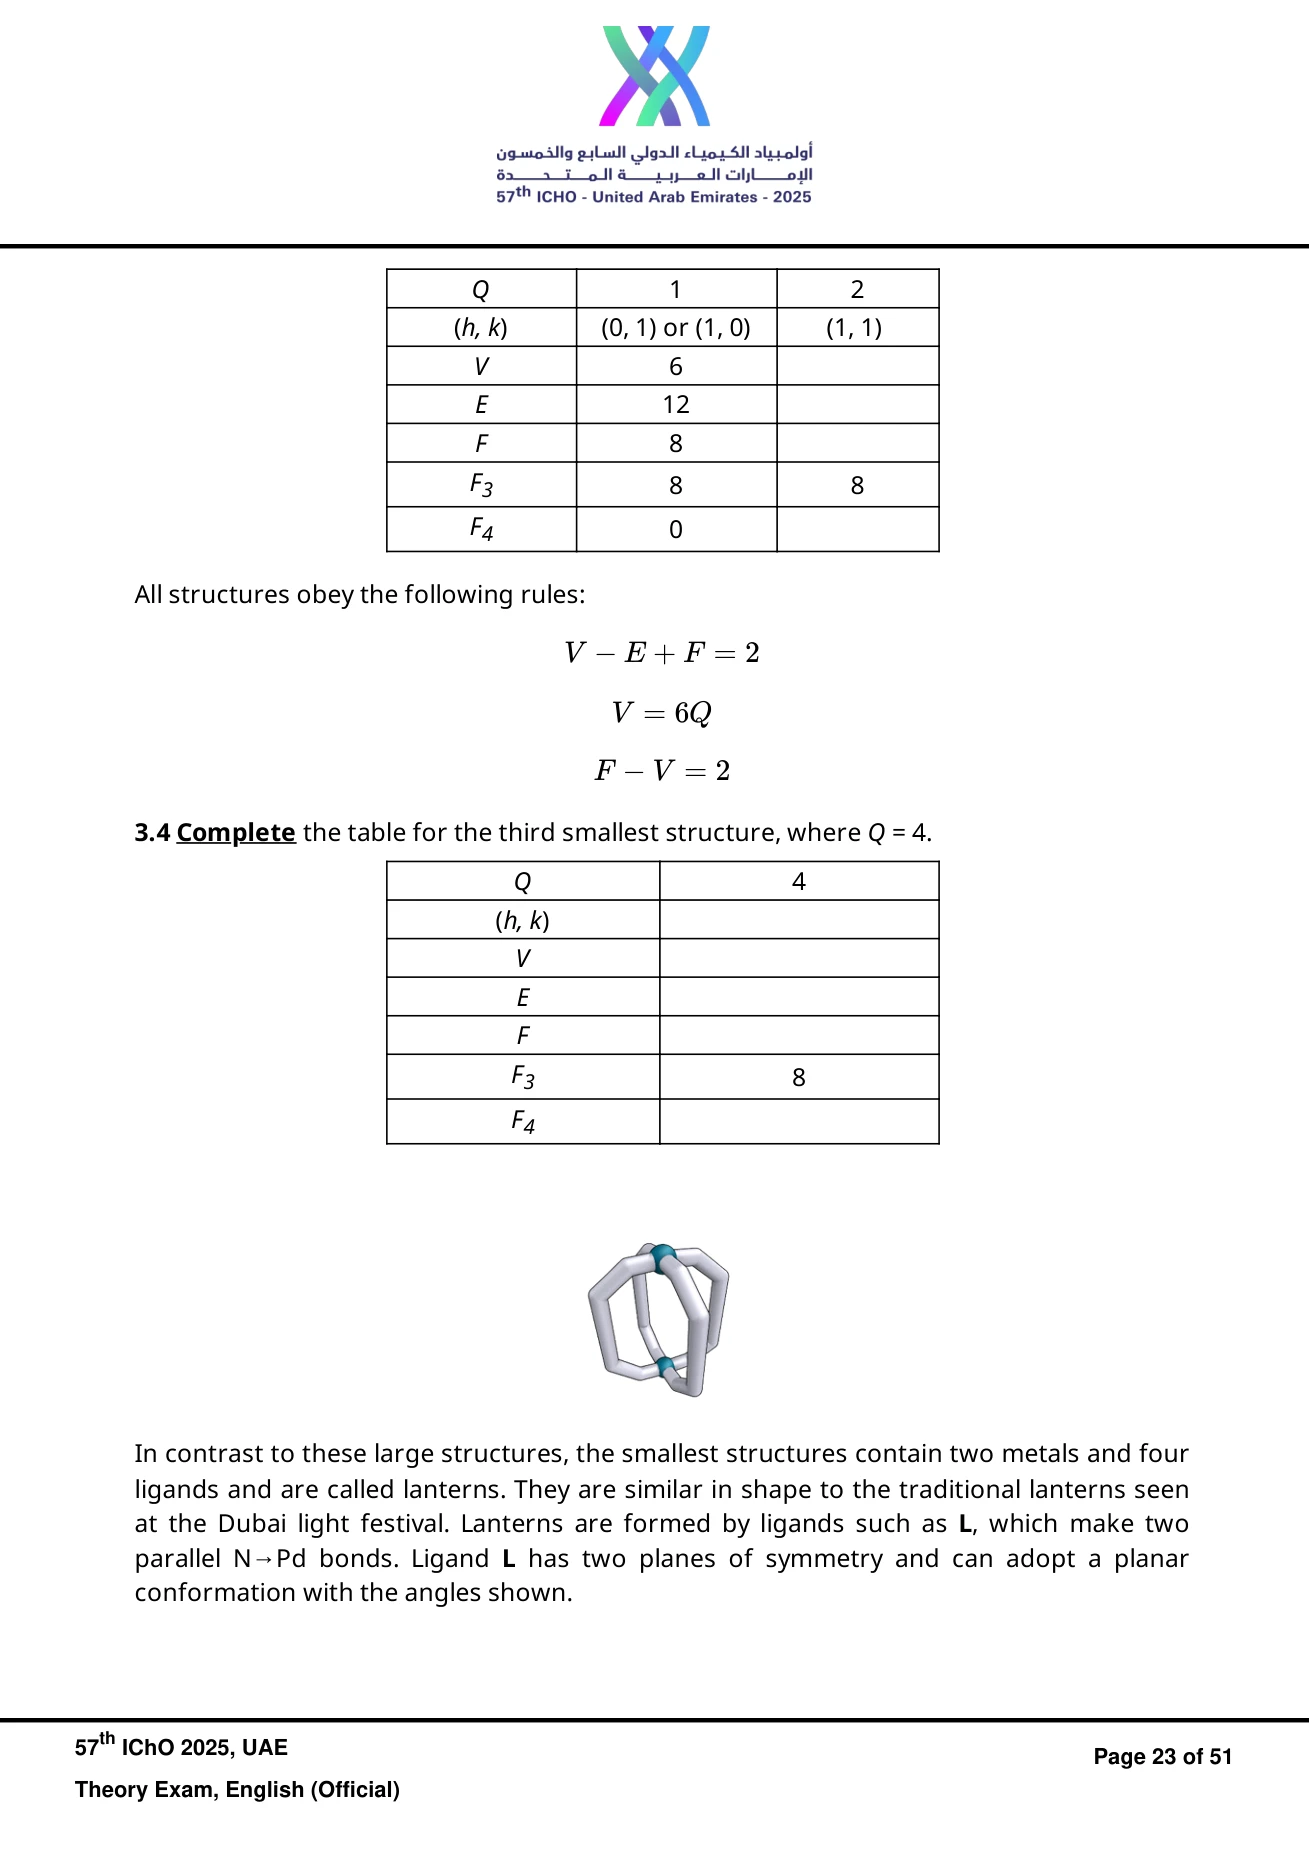 أولمبياد الكيمياء الدولي السابع والخمسون
الإمـــارات الـعـــربـيـــة الـمـتـحـدة
57th ICHO - United Arab Emirates - 2025
Q 1 2
(h, k) (0, 1) or (1, 0) (1, 1)
V 6
E 12
F 8
F3 8 8
F4 0
All structures obey the following rules:
V − E + F = 2
V = 6Q
F − V = 2
3.4 Complete the table for the third smallest structure, where Q = 4.
Q 4
(h, k)
V
E
F
F3 8
F4
In contrast to these large structures, the smallest structures contain two metals and four
ligands and are called lanterns. They are similar in shape to the traditional lanterns seen
at the Dubai light festival. Lanterns are formed by ligands such as L, which make two
parallel N→Pd bonds. Ligand L has two planes of symmetry and can adopt a planar
conformation with the angles shown.
57th IChO 2025, UAE
Page 23 of 51
Theory Exam, English (Official)